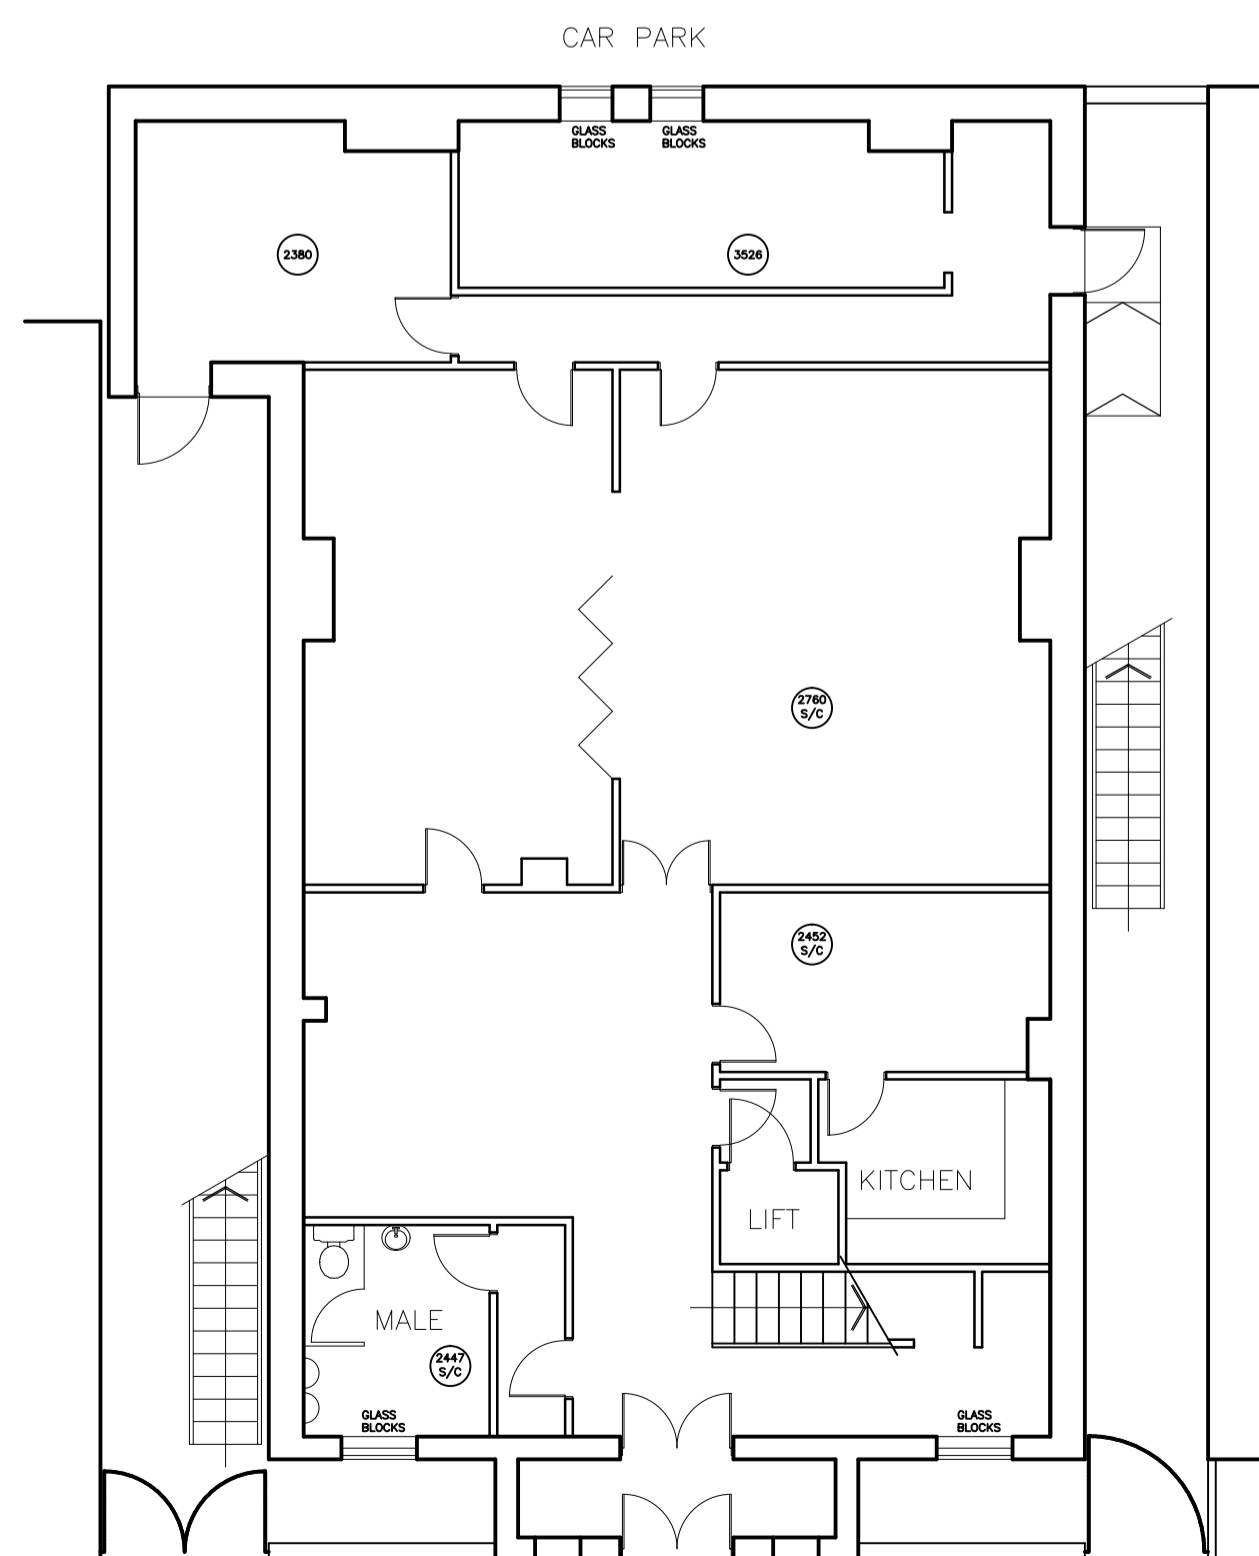 CAR PARK
GLASS
BLOCKS
GLASS
BLOCKS
2380
3526
2760
S/C
2452
S/C
KITCHEN
LIFT
MALE
2447
S/C
GLASS
BLOCKS
GLASS
BLOCKS